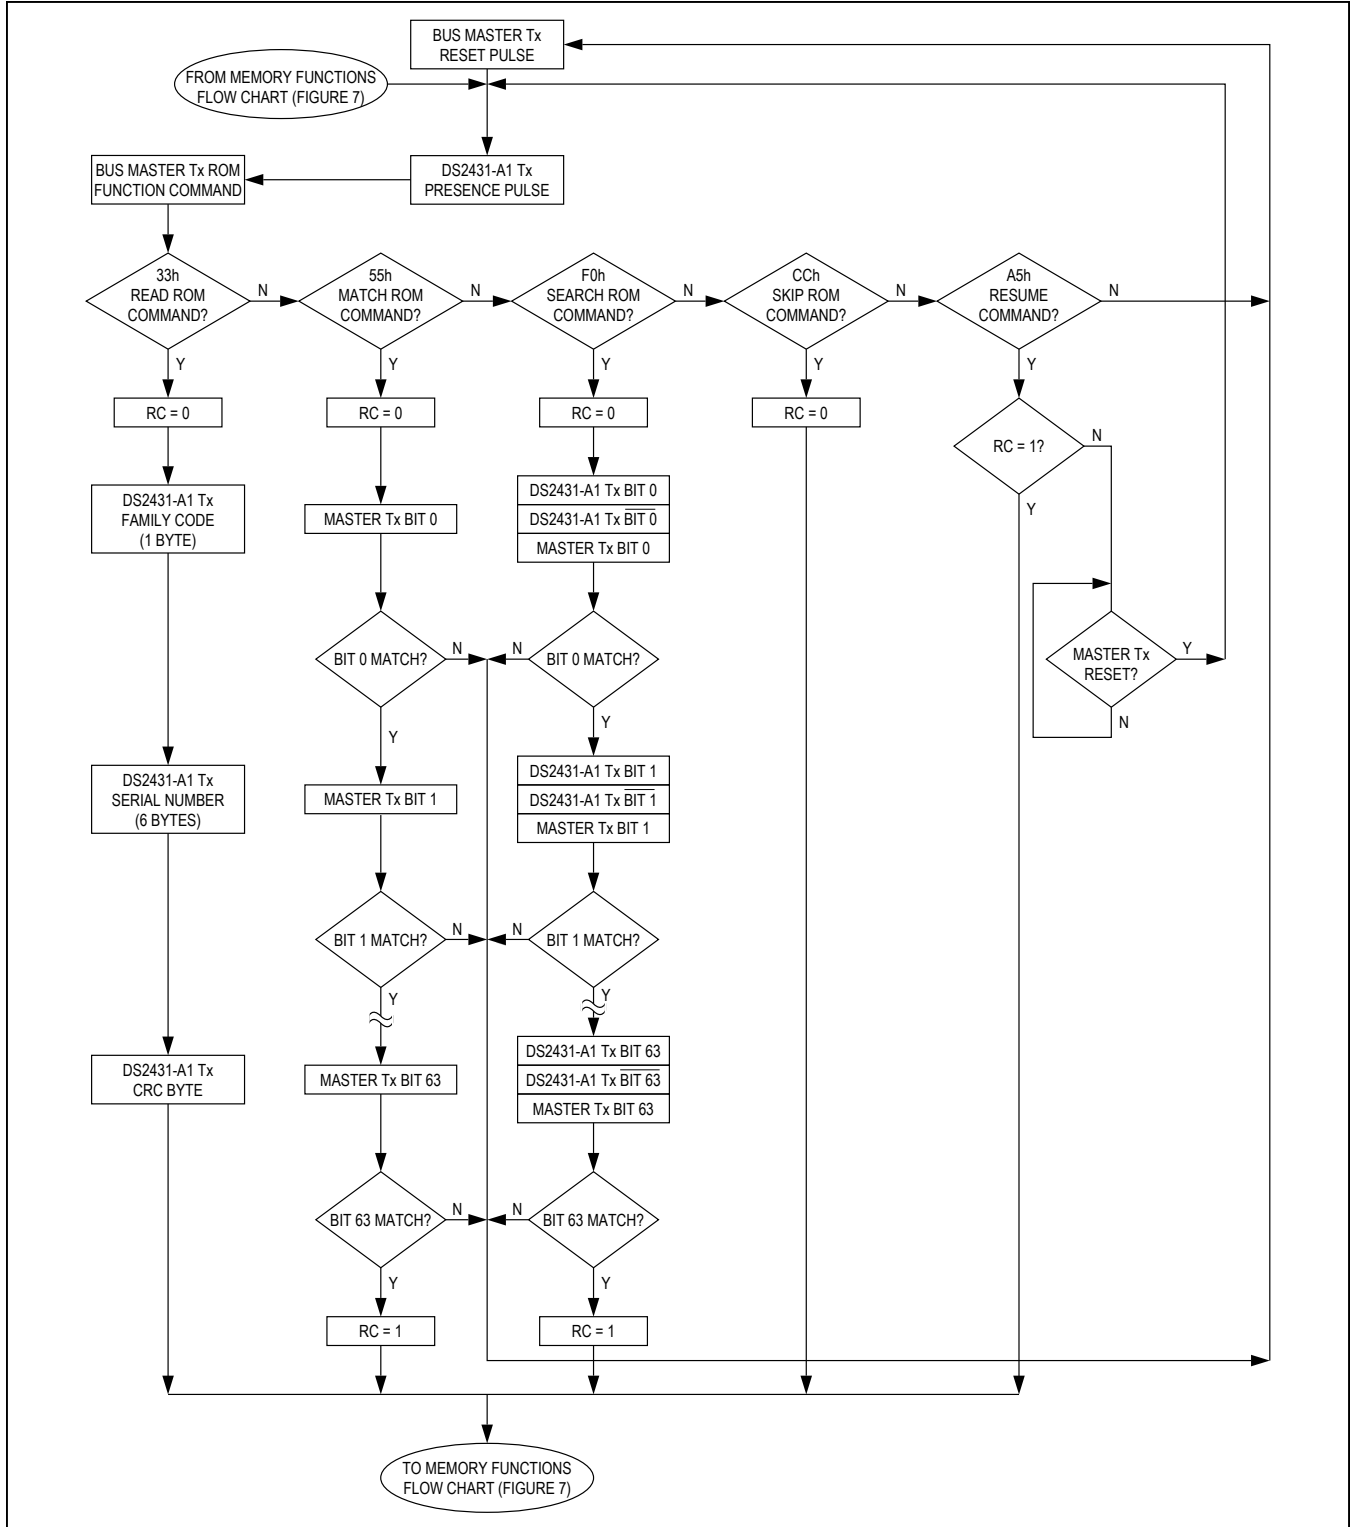 BUS MASTER Tx
RESET PULSE
FROM MEMORY FUNCTIONS
FLOW CHART (FIGURE 7)
BUS MASTER Tx ROM
FUNCTION COMMAND
DS2431-A1 Tx
PRESENCE PULSE
33h
READ ROM
COMMAND?
N
55h
MATCH ROM
COMMAND?
N
F0h
SEARCH ROM
COMMAND?
N
CCh
SKIP ROM
COMMAND?
N
A5h
RESUME
COMMAND?
N
Y
Y
Y
Y
Y
RC = 0
RC = 0
RC = 0
RC = 0
RC = 1?
N
Y
DS2431-A1 Tx
FAMILY CODE
(1 BYTE)
MASTER Tx BIT 0
DS2431-A1 Tx BIT 0
DS2431-A1 Tx BIT 0
MASTER Tx BIT 0
BIT 0 MATCH?
N
N
BIT 0 MATCH?
MASTER Tx
RESET?
Y
N
Y
Y
DS2431-A1 Tx
SERIAL NUMBER
(6 BYTES)
MASTER Tx BIT 1
DS2431-A1 Tx BIT 1
DS2431-A1 Tx BIT 1
MASTER Tx BIT 1
BIT 1 MATCH?
N
N
BIT 1 MATCH?
Y
Y
DS2431-A1 Tx
CRC BYTE
MASTER Tx BIT 63
DS2431-A1 Tx BIT 63
DS2431-A1 Tx BIT 63
MASTER Tx BIT 63
BIT 63 MATCH?
N
N
BIT 63 MATCH?
Y
Y
RC = 1
RC = 1
TO MEMORY FUNCTIONS
FLOW CHART (FIGURE 7)